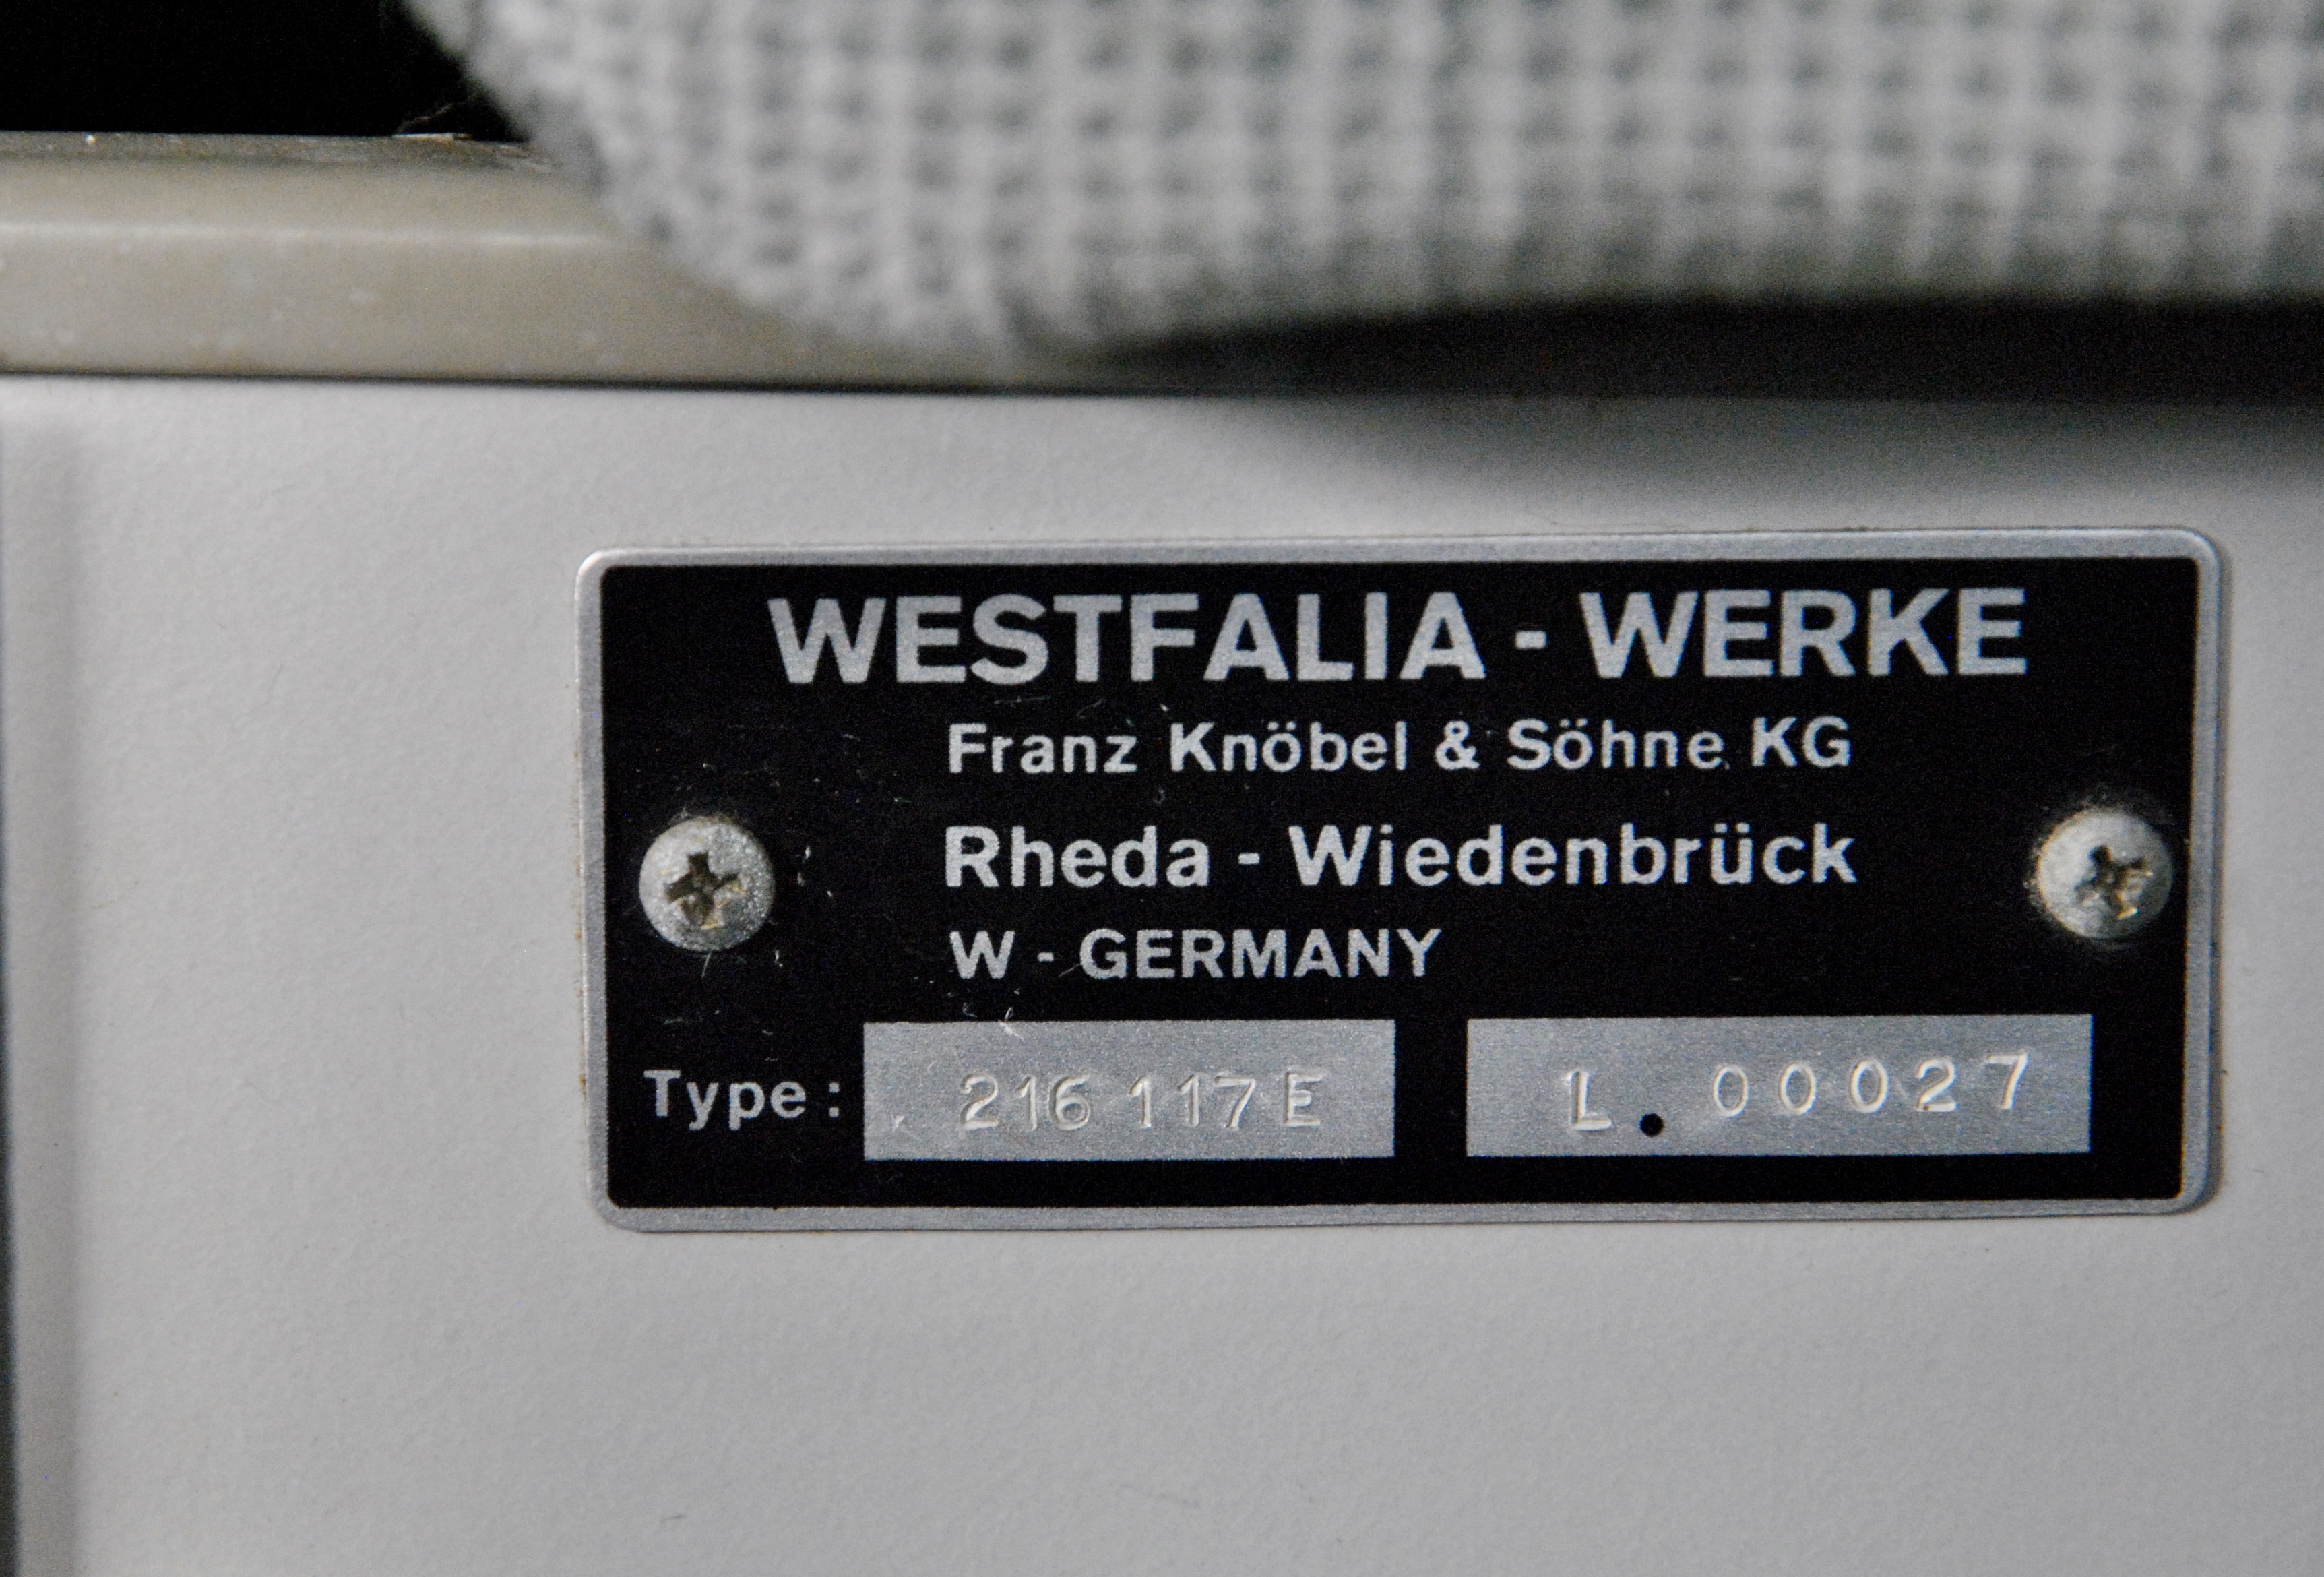 WESTFALIA - WERKE
Franz Knöbel & Söhne KG
Rheda - Wiedenbrück
W - GERMANY
Type: 216 117 E L. 00027